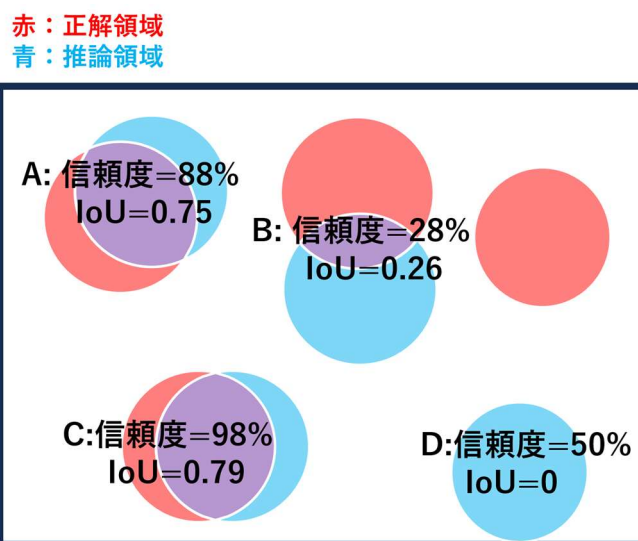 赤：正解領域
青：推論領域
A: 信頼度=88%
IoU=0.75
B: 信頼度=28%
IoU=0.26
C:信頼度=98%
IoU=0.79
D:信頼度=50%
IoU=0